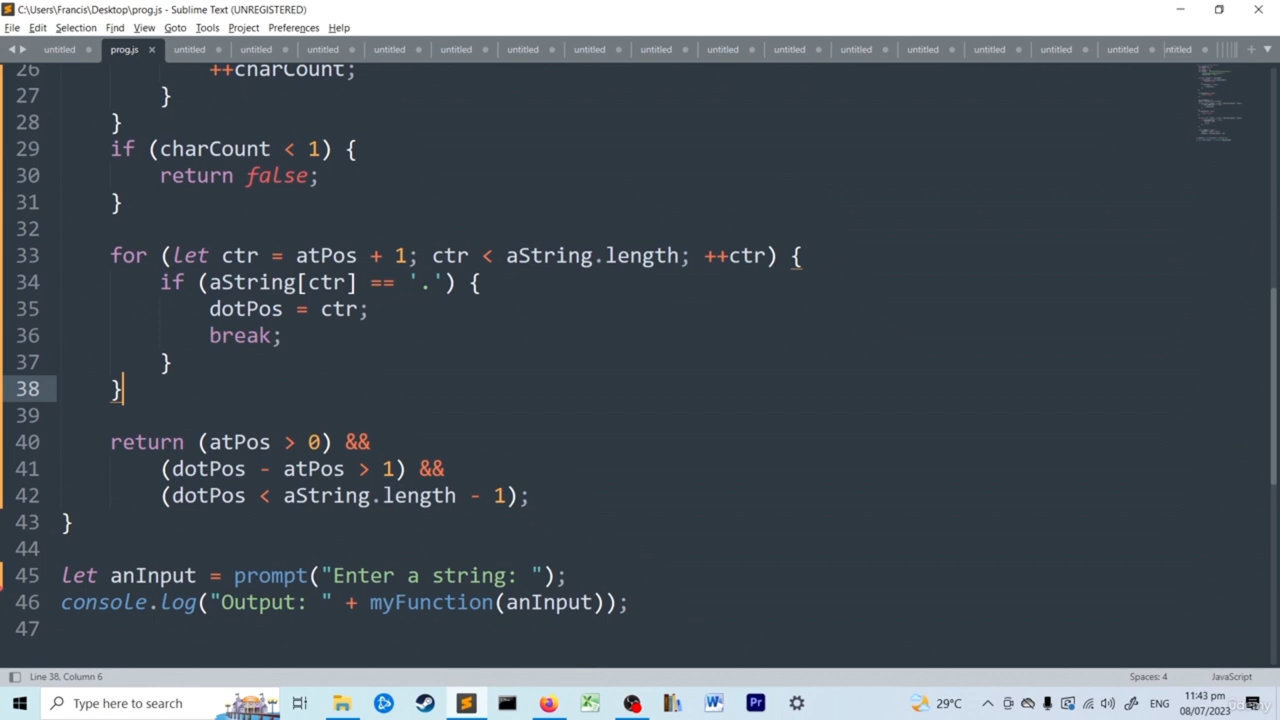 C:\Users\Francis\Desktop\prog.js - Sublime Text (UNREGISTERED)
File Edit Selection Find View Goto Tools Project Preferences Help
untitled prog.js untitled untitled untitled untitled untitled untitled untitled untitled untitled untitled untitled untitled untitled untitled untitled ntitled
26 ++charCount;
27 }
28 }
29 if (charCount < 1) {
30 return false;
31 }
32
33 for (let ctr = atPos + 1; ctr < aString.length; ++ctr) {
34 if (aString[ctr] == '.') {
35 dotPos = ctr;
36 break;
37 }
38 }
39
40 return (atPos > 0) &&
41 (dotPos - atPos > 1) &&
42 (dotPos < aString.length - 1);
43 }
44
45 let anInput = prompt("Enter a string: ");
46 console.log("Output: " + myFunction(anInput));
47
Line 38, Column 6 Spaces: 4 JavaScript
Type here to search 29°C ENG 11:43 pm
08/07/2023
Udemy